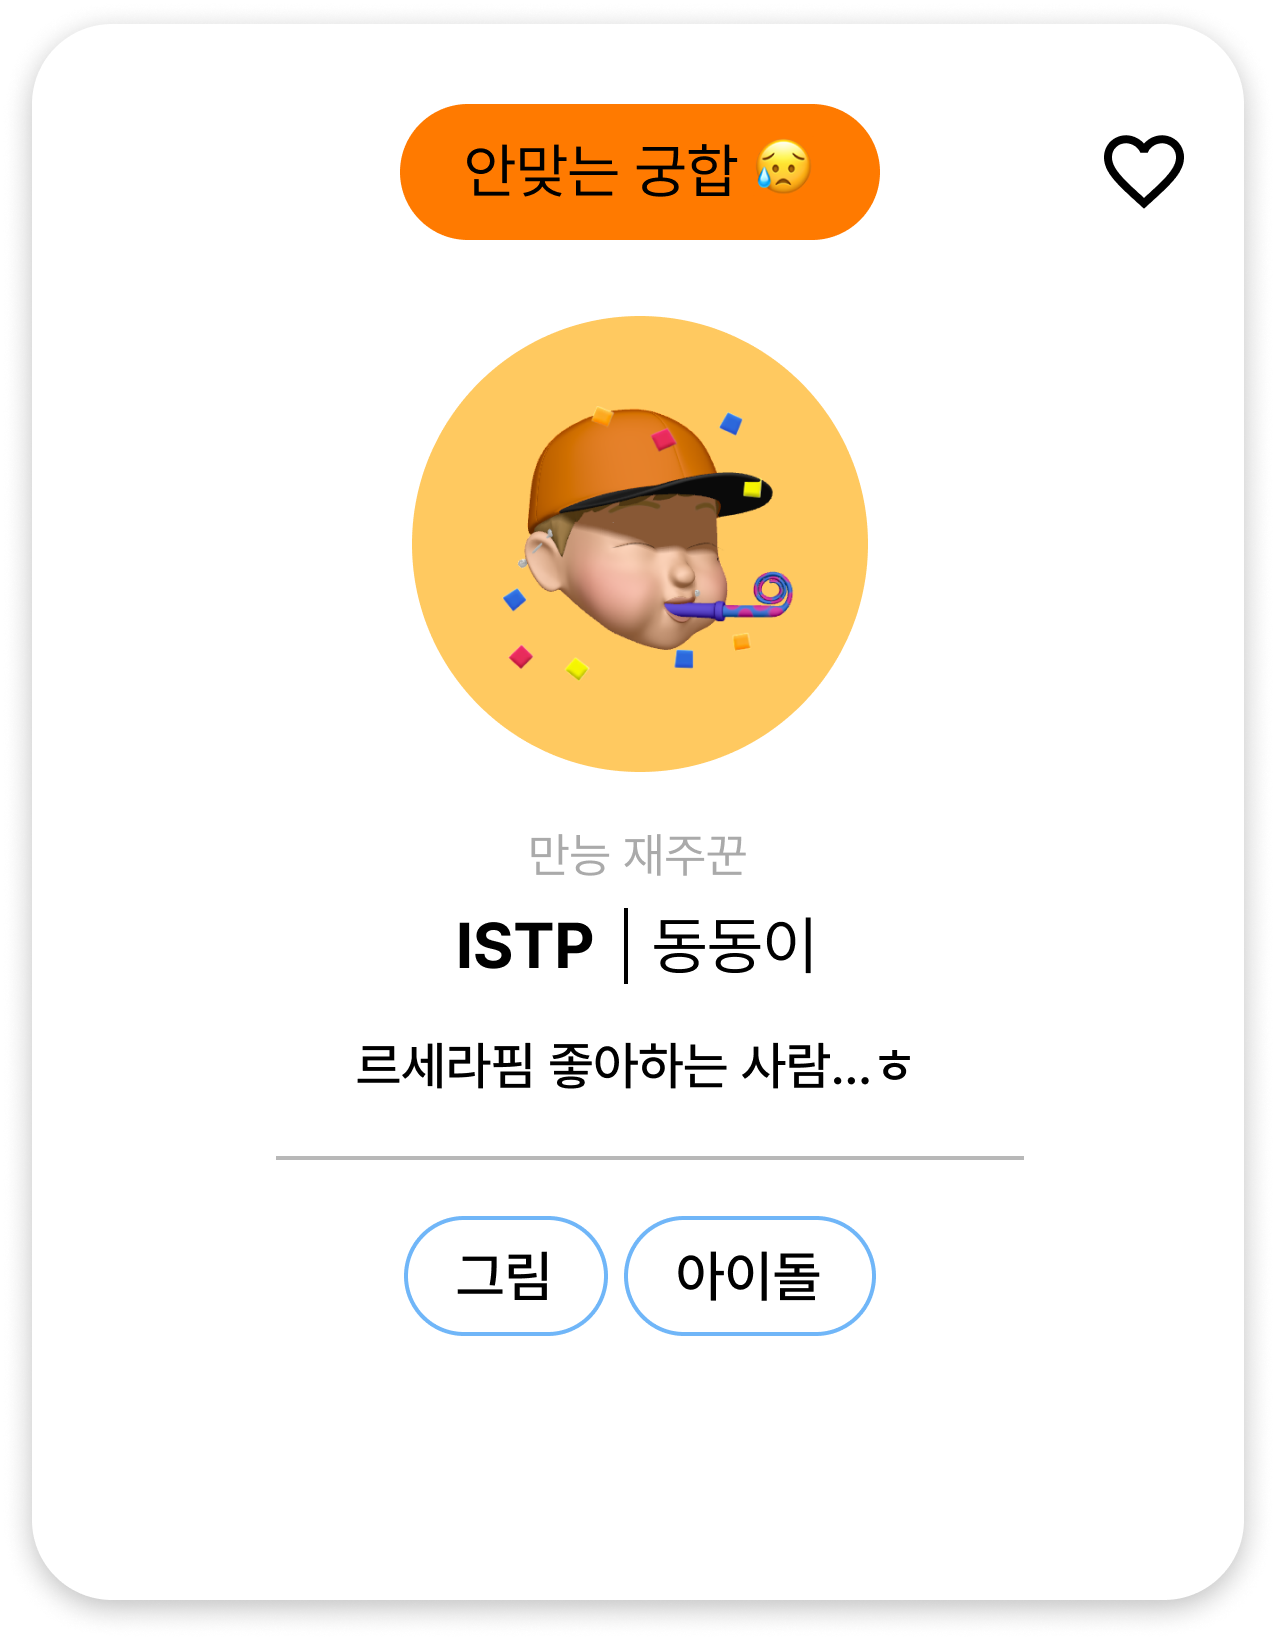 안맞는 궁합 😥
만능 재주꾼
ISTP | 동동이
르세라핌 좋아하는 사람...ㅎ
그림 아이돌